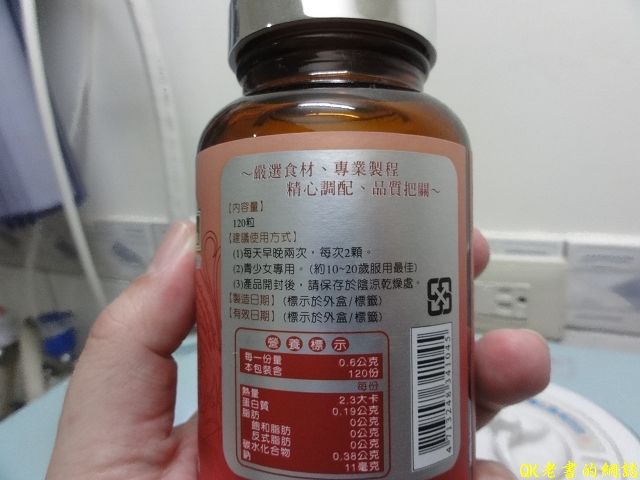 ～嚴選食材、專業製程
精心調配、品質把關～
【內容量】
120粒
【建議使用方式】
(1)每天早晚兩次，每次2顆。
(2)青少女專用。(約10~20歲服用最佳)
(3)產品開封後，請保存於陰涼乾燥處。
【製造日期】(標示於外盒/標籤)
【有效日期】(標示於外盒/標籤)
營養標示
每一份量 0.6公克
本包裝含 120份
每份
熱量 2.3大卡
蛋白質 0.19公克
脂肪 0公克
飽和脂肪 0公克
反式脂肪 0公克
碳水化合物 0.38公克
鈉 11毫克
QK老書的網誌